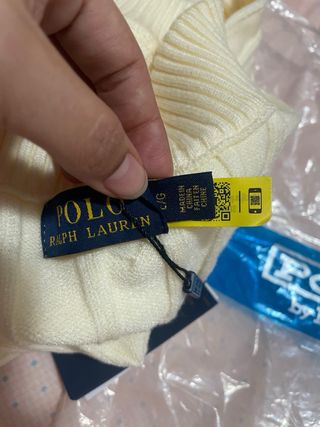 POLO
RALPH LAUREN
L/G
MADE IN
CHINA
FAIT EN
CHINE